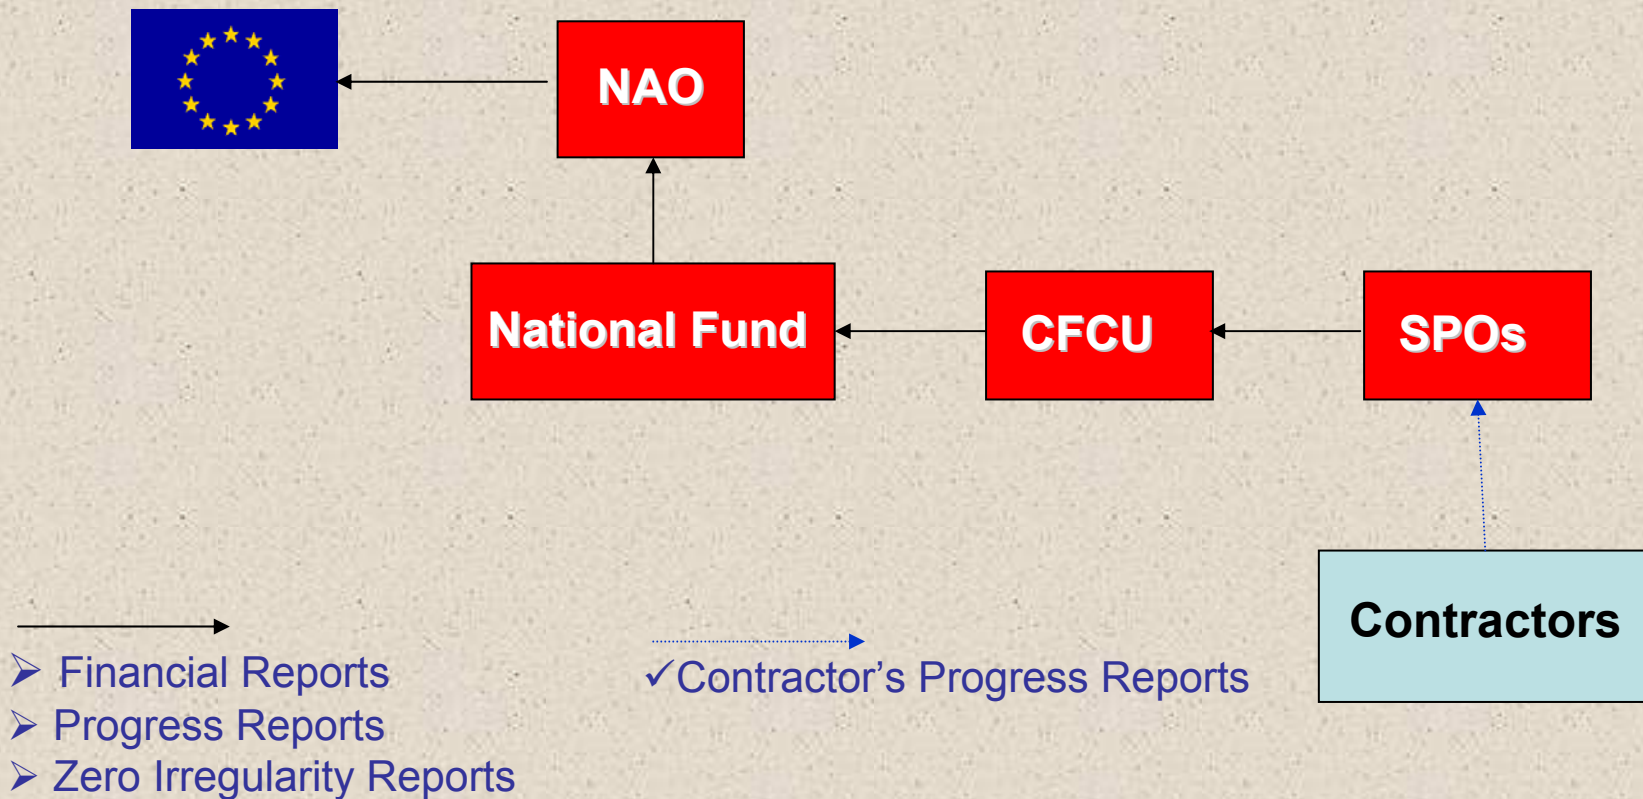 NAO
National Fund
CFCU
SPOs
Contractors
➢ Financial Reports
➢ Progress Reports
➢ Zero Irregularity Reports
✓Contractor’s Progress Reports